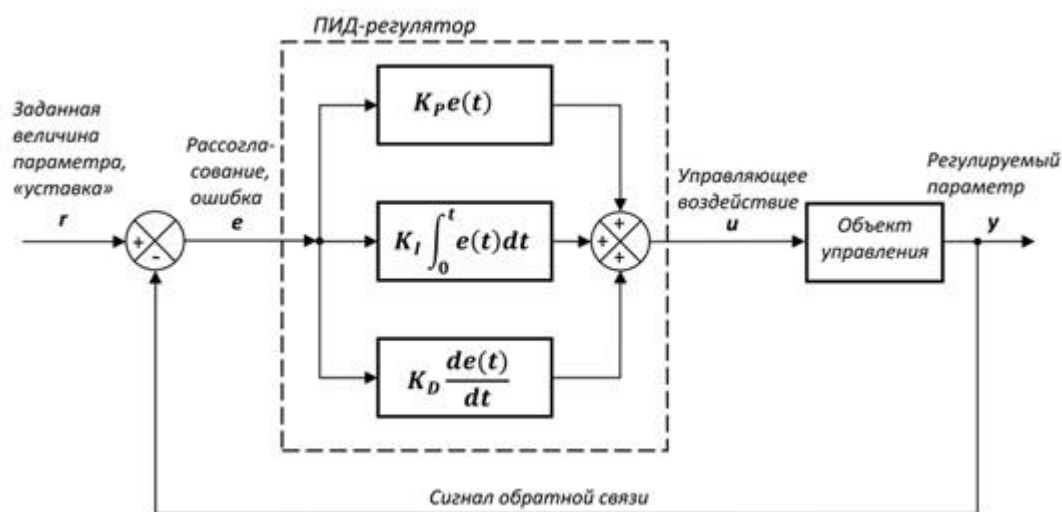 ПИД-регулятор
Заданная
величина
параметра,
«уставка»
r
Рассогла-
сование,
ошибка
e
+
-
K_P e(t)
K_I ∫_0^t e(t)dt
K_D de(t)/dt
+
+
+
Управляющее
воздействие
u
Объект
управления
Регулируемый
параметр
y
Сигнал обратной связи